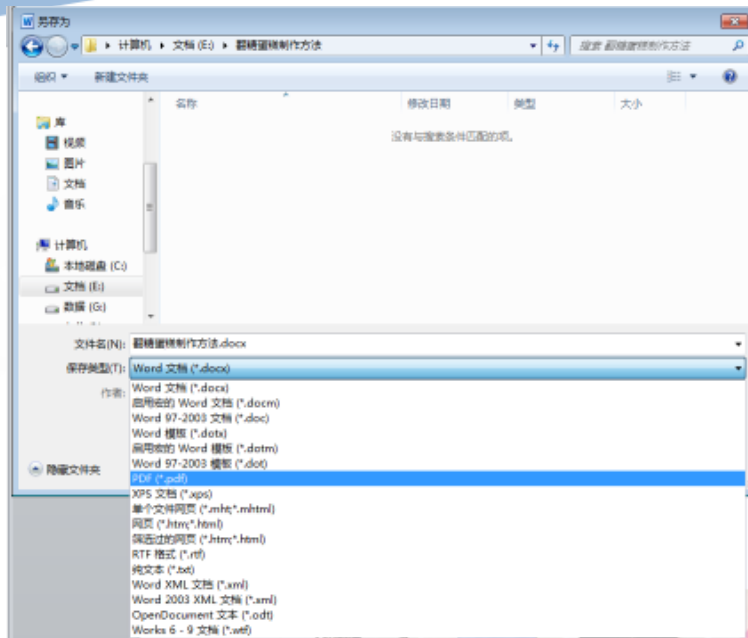 另存为
计算机 ▸ 文档 (E:) ▸ 翻糖蛋糕制作方法
搜索 翻糖蛋糕制作方法
组织 新建文件夹
名称 修改日期 类型 大小
没有与搜索条件匹配的项。
库
视频
图片
文档
音乐
计算机
本地磁盘 (C:)
文档 (E:)
数据 (G:)
文件名(N): 翻糖蛋糕制作方法.docx
保存类型(T): Word 文档 (*.docx)
作者:
Word 文档 (*.docx)
启用宏的 Word 文档 (*.docm)
Word 97-2003 文档 (*.doc)
Word 模板 (*.dotx)
启用宏的 Word 模板 (*.dotm)
Word 97-2003 模板 (*.dot)
隐藏文件夹
PDF (*.pdf)
XPS 文档 (*.xps)
单个文件网页 (*.mht;*.mhtml)
网页 (*.htm;*.html)
筛选过的网页 (*.htm;*.html)
RTF 格式 (*.rtf)
纯文本 (*.txt)
Word XML 文档 (*.xml)
Word 2003 XML 文档 (*.xml)
OpenDocument 文本 (*.odt)
Works 6 - 9 文档 (*.wtf)